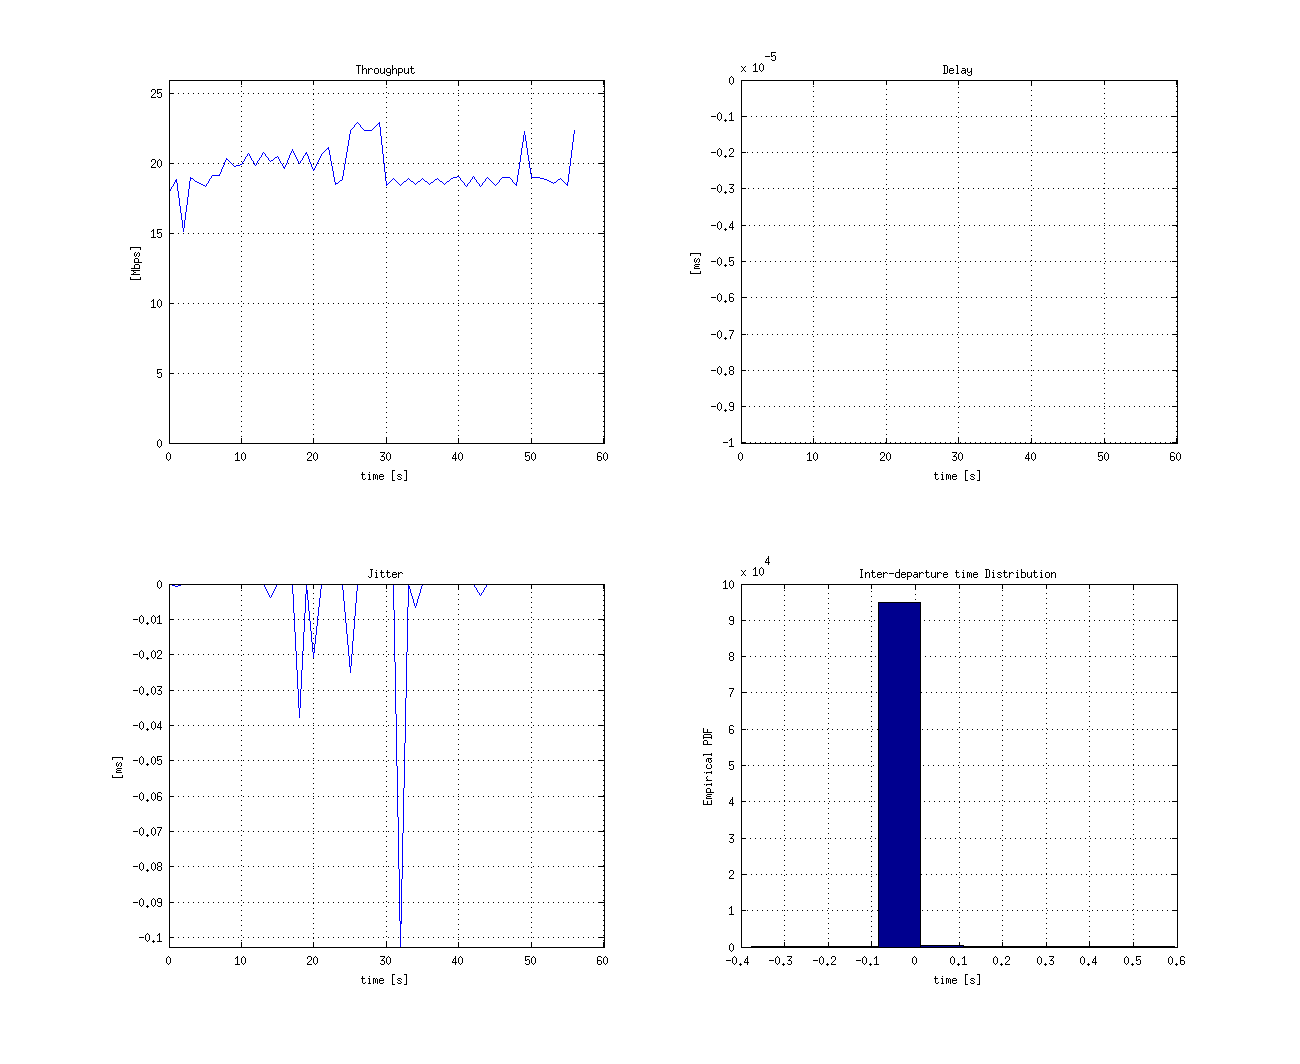 Throughput
25
20
15
10
5
0
[Mbps]
0 10 20 30 40 50 60
time [s]
x 10^-5
Delay
0
-0.1
-0.2
-0.3
-0.4
-0.5
-0.6
-0.7
-0.8
-0.9
-1
[ms]
0 10 20 30 40 50 60
time [s]
Jitter
0
-0.01
-0.02
-0.03
-0.04
-0.05
-0.06
-0.07
-0.08
-0.09
-0.1
[ms]
0 10 20 30 40 50 60
time [s]
x 10^4
Inter-departure time Distribution
10
9
8
7
6
5
4
3
2
1
0
Empirical PDF
-0.4 -0.3 -0.2 -0.1 0 0.1 0.2 0.3 0.4 0.5 0.6
time [s]